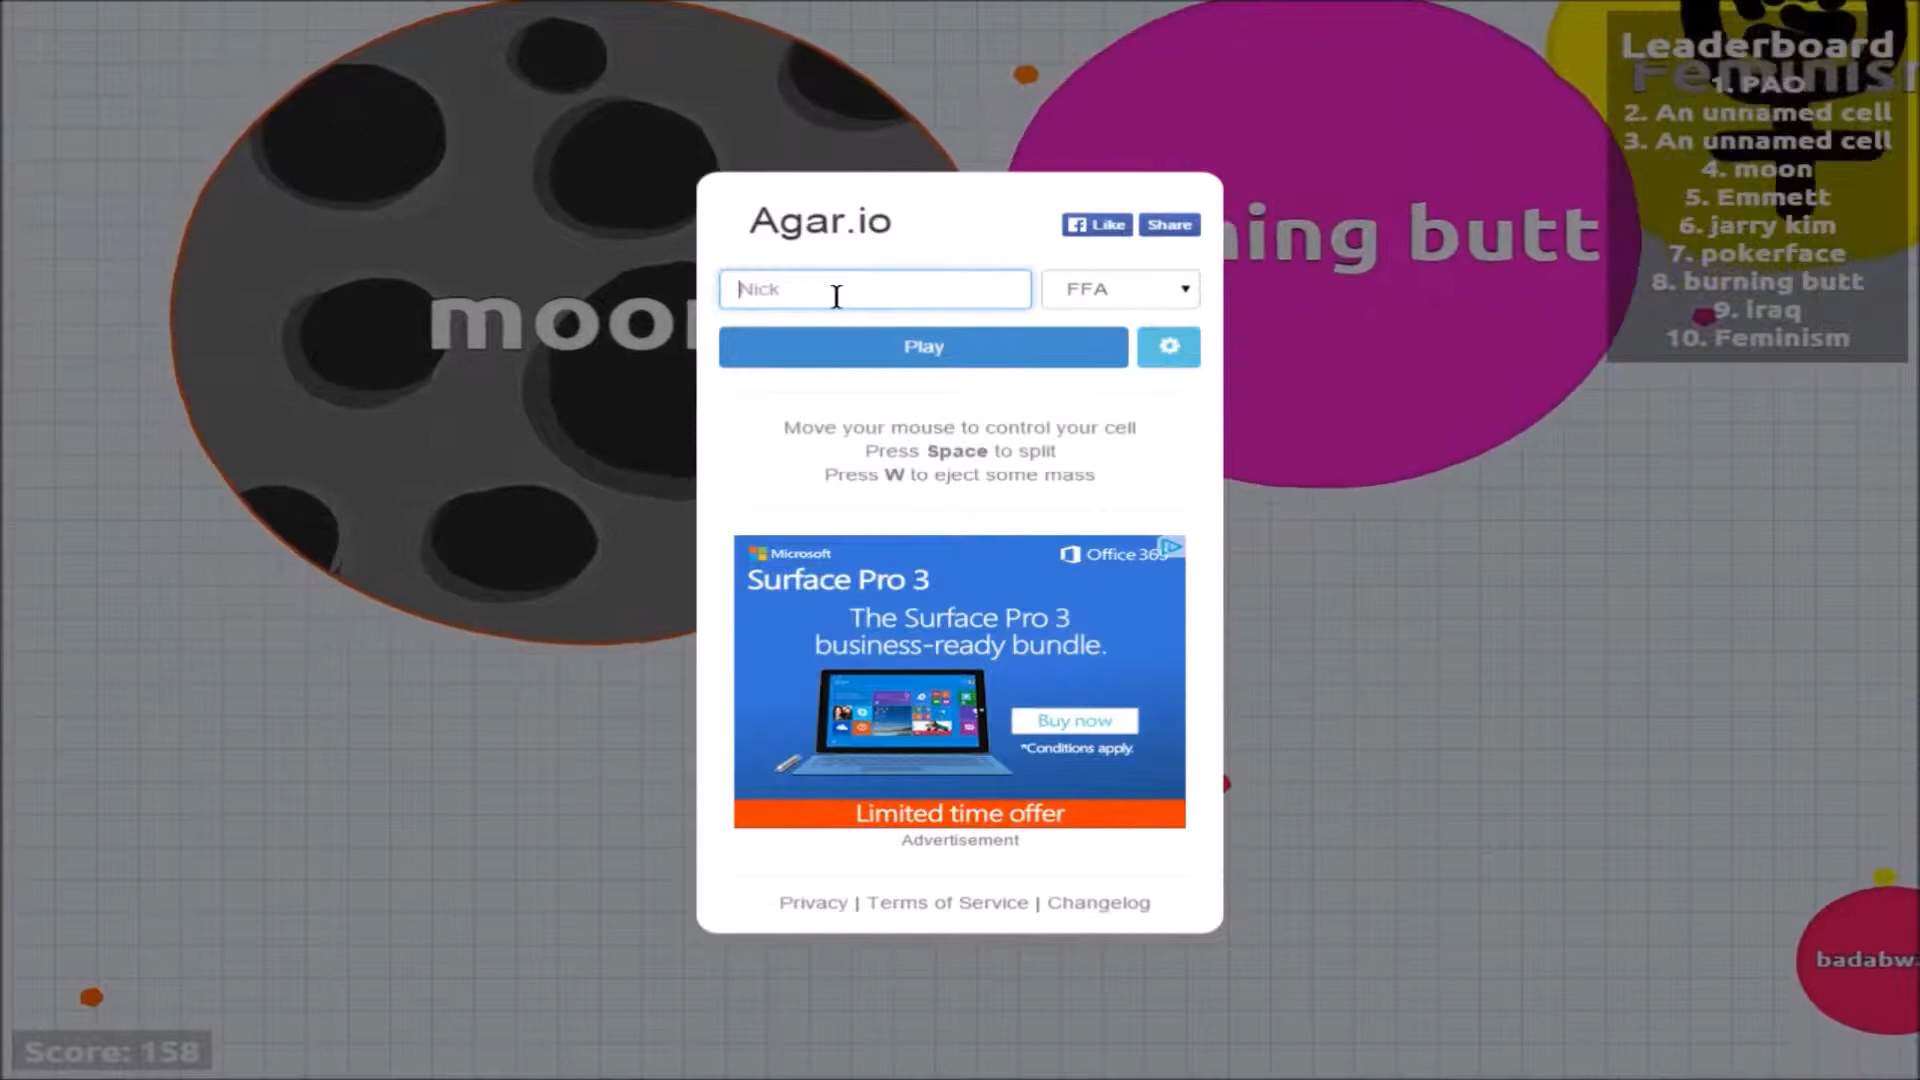 Leaderboard
Feminis
1. PAO
2. An unnamed cell
3. An unnamed cell
4. moon
5. Emmett
6. jarry kim
7. pokerface
8. burning butt
9. iraq
10. Feminism
moon
ning butt
Agar.io
Like
Share
Nick
FFA
Play
Move your mouse to control your cell
Press Space to split
Press W to eject some mass
Microsoft
Office 365
Surface Pro 3
The Surface Pro 3
business-ready bundle.
Buy now
*Conditions apply.
Limited time offer
Advertisement
Privacy | Terms of Service | Changelog
badabwa
Score: 158